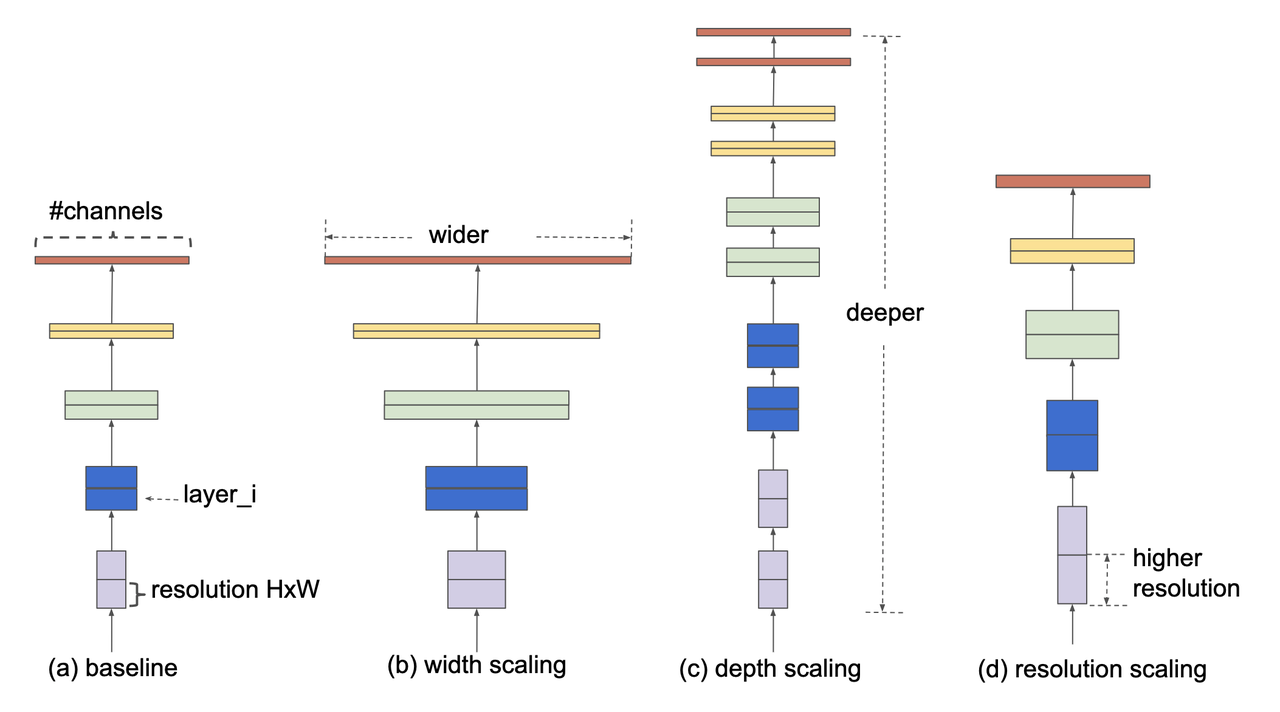 #channels
wider
deeper
layer_i
resolution HxW
higher
resolution
(a) baseline
(b) width scaling
(c) depth scaling
(d) resolution scaling